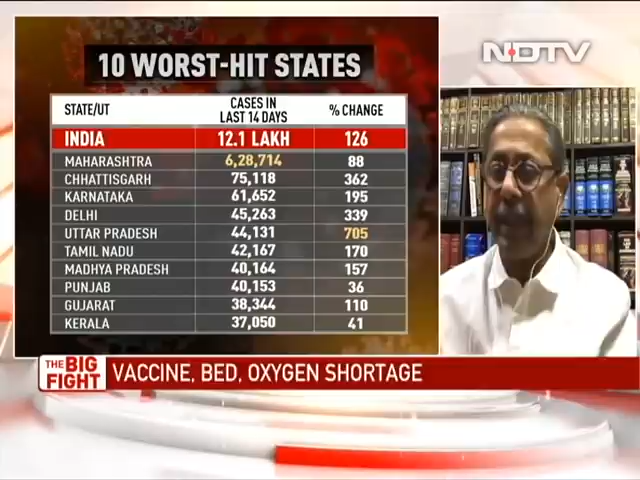 10 WORST-HIT STATES
NDTV
STATE/UT CASES IN LAST 14 DAYS % CHANGE
INDIA 12.1 LAKH 126
MAHARASHTRA 6,28,714 88
CHHATTISGARH 75,118 362
KARNATAKA 61,652 195
DELHI 45,263 339
UTTAR PRADESH 44,131 705
TAMIL NADU 42,167 170
MADHYA PRADESH 40,164 157
PUNJAB 40,153 36
GUJARAT 38,344 110
KERALA 37,050 41
THE BIG FIGHT
VACCINE, BED, OXYGEN SHORTAGE